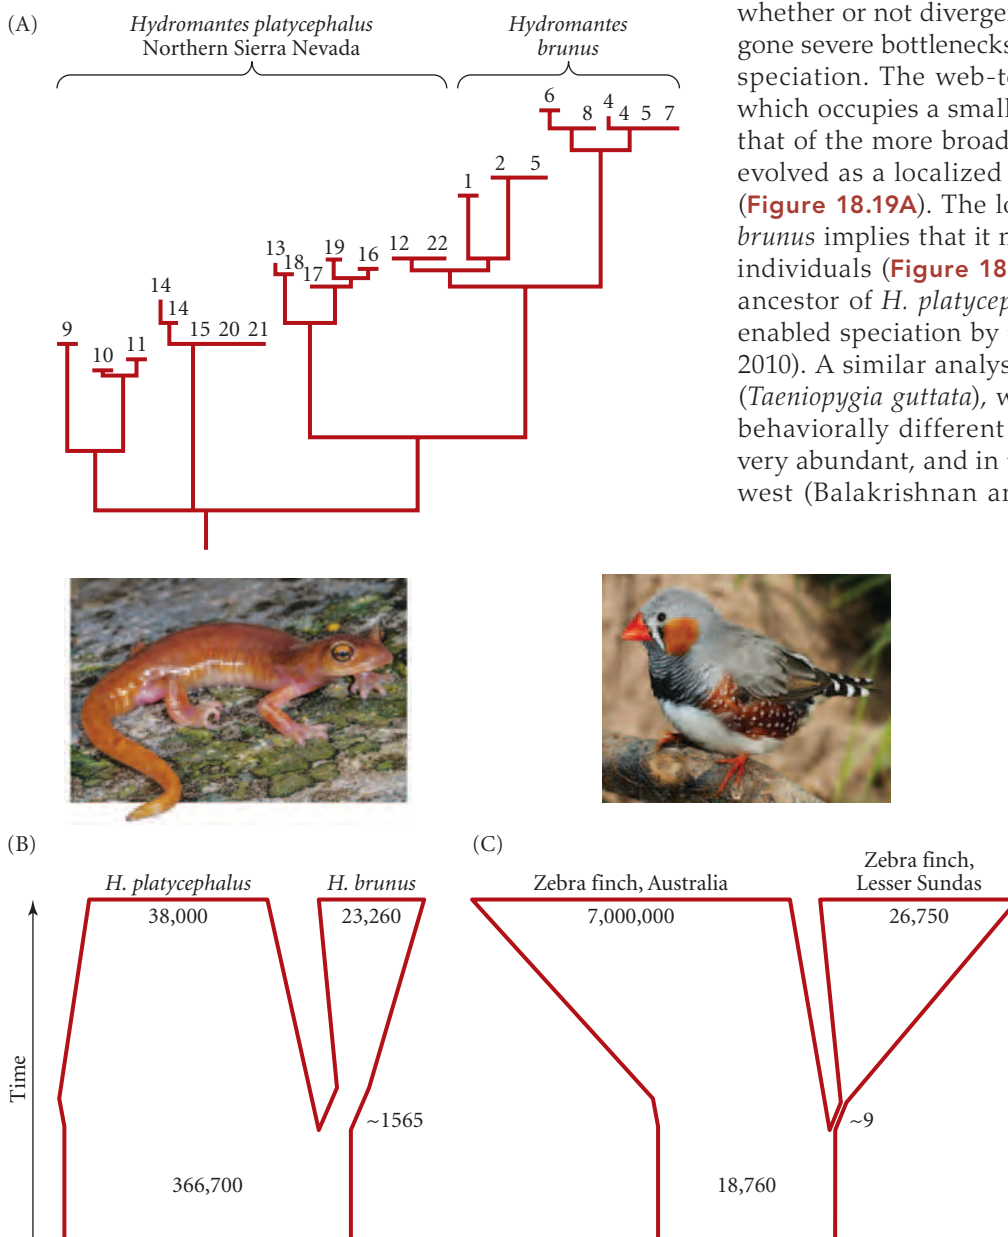 (A)
Hydromantes platycephalus
Northern Sierra Nevada
Hydromantes
brunus
6
8
4
4 5 7
2 5
1
12 22
13
18
17
19
16
14
14
15 20 21
9
10
11
whether or not diverge
gone severe bottlenecks
speciation. The web-to
which occupies a small
that of the more broad
evolved as a localized
(Figure 18.19A). The lo
brunus implies that it m
individuals (Figure 18
ancestor of H. platycep
enabled speciation by
2010). A similar analys
(Taeniopygia guttata), w
behaviorally different
very abundant, and in
west (Balakrishnan an
(B)
H. platycephalus
H. brunus
38,000
23,260
Time
~1565
366,700
(C)
Zebra finch, Australia
Zebra finch,
Lesser Sundas
7,000,000
26,750
~9
18,760